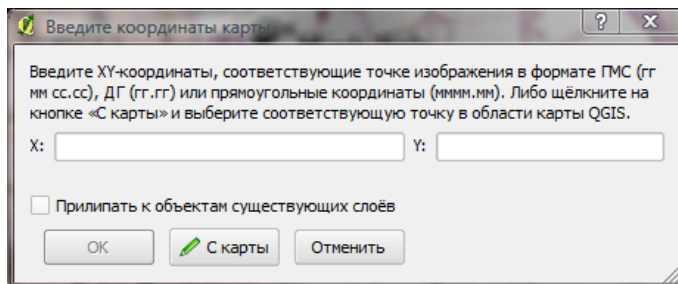 Введите координаты карты
Введите XY-координаты, соответствующие точке изображения в формате ГМС (гг
мм сс.сс), ДГ (гг.гг) или прямоугольные координаты (мммм.мм). Либо щёлкните на
кнопке «С карты» и выберите соответствующую точку в области карты QGIS.
X: Y:
Прилипать к объектам существующих слоёв
OK С карты Отменить